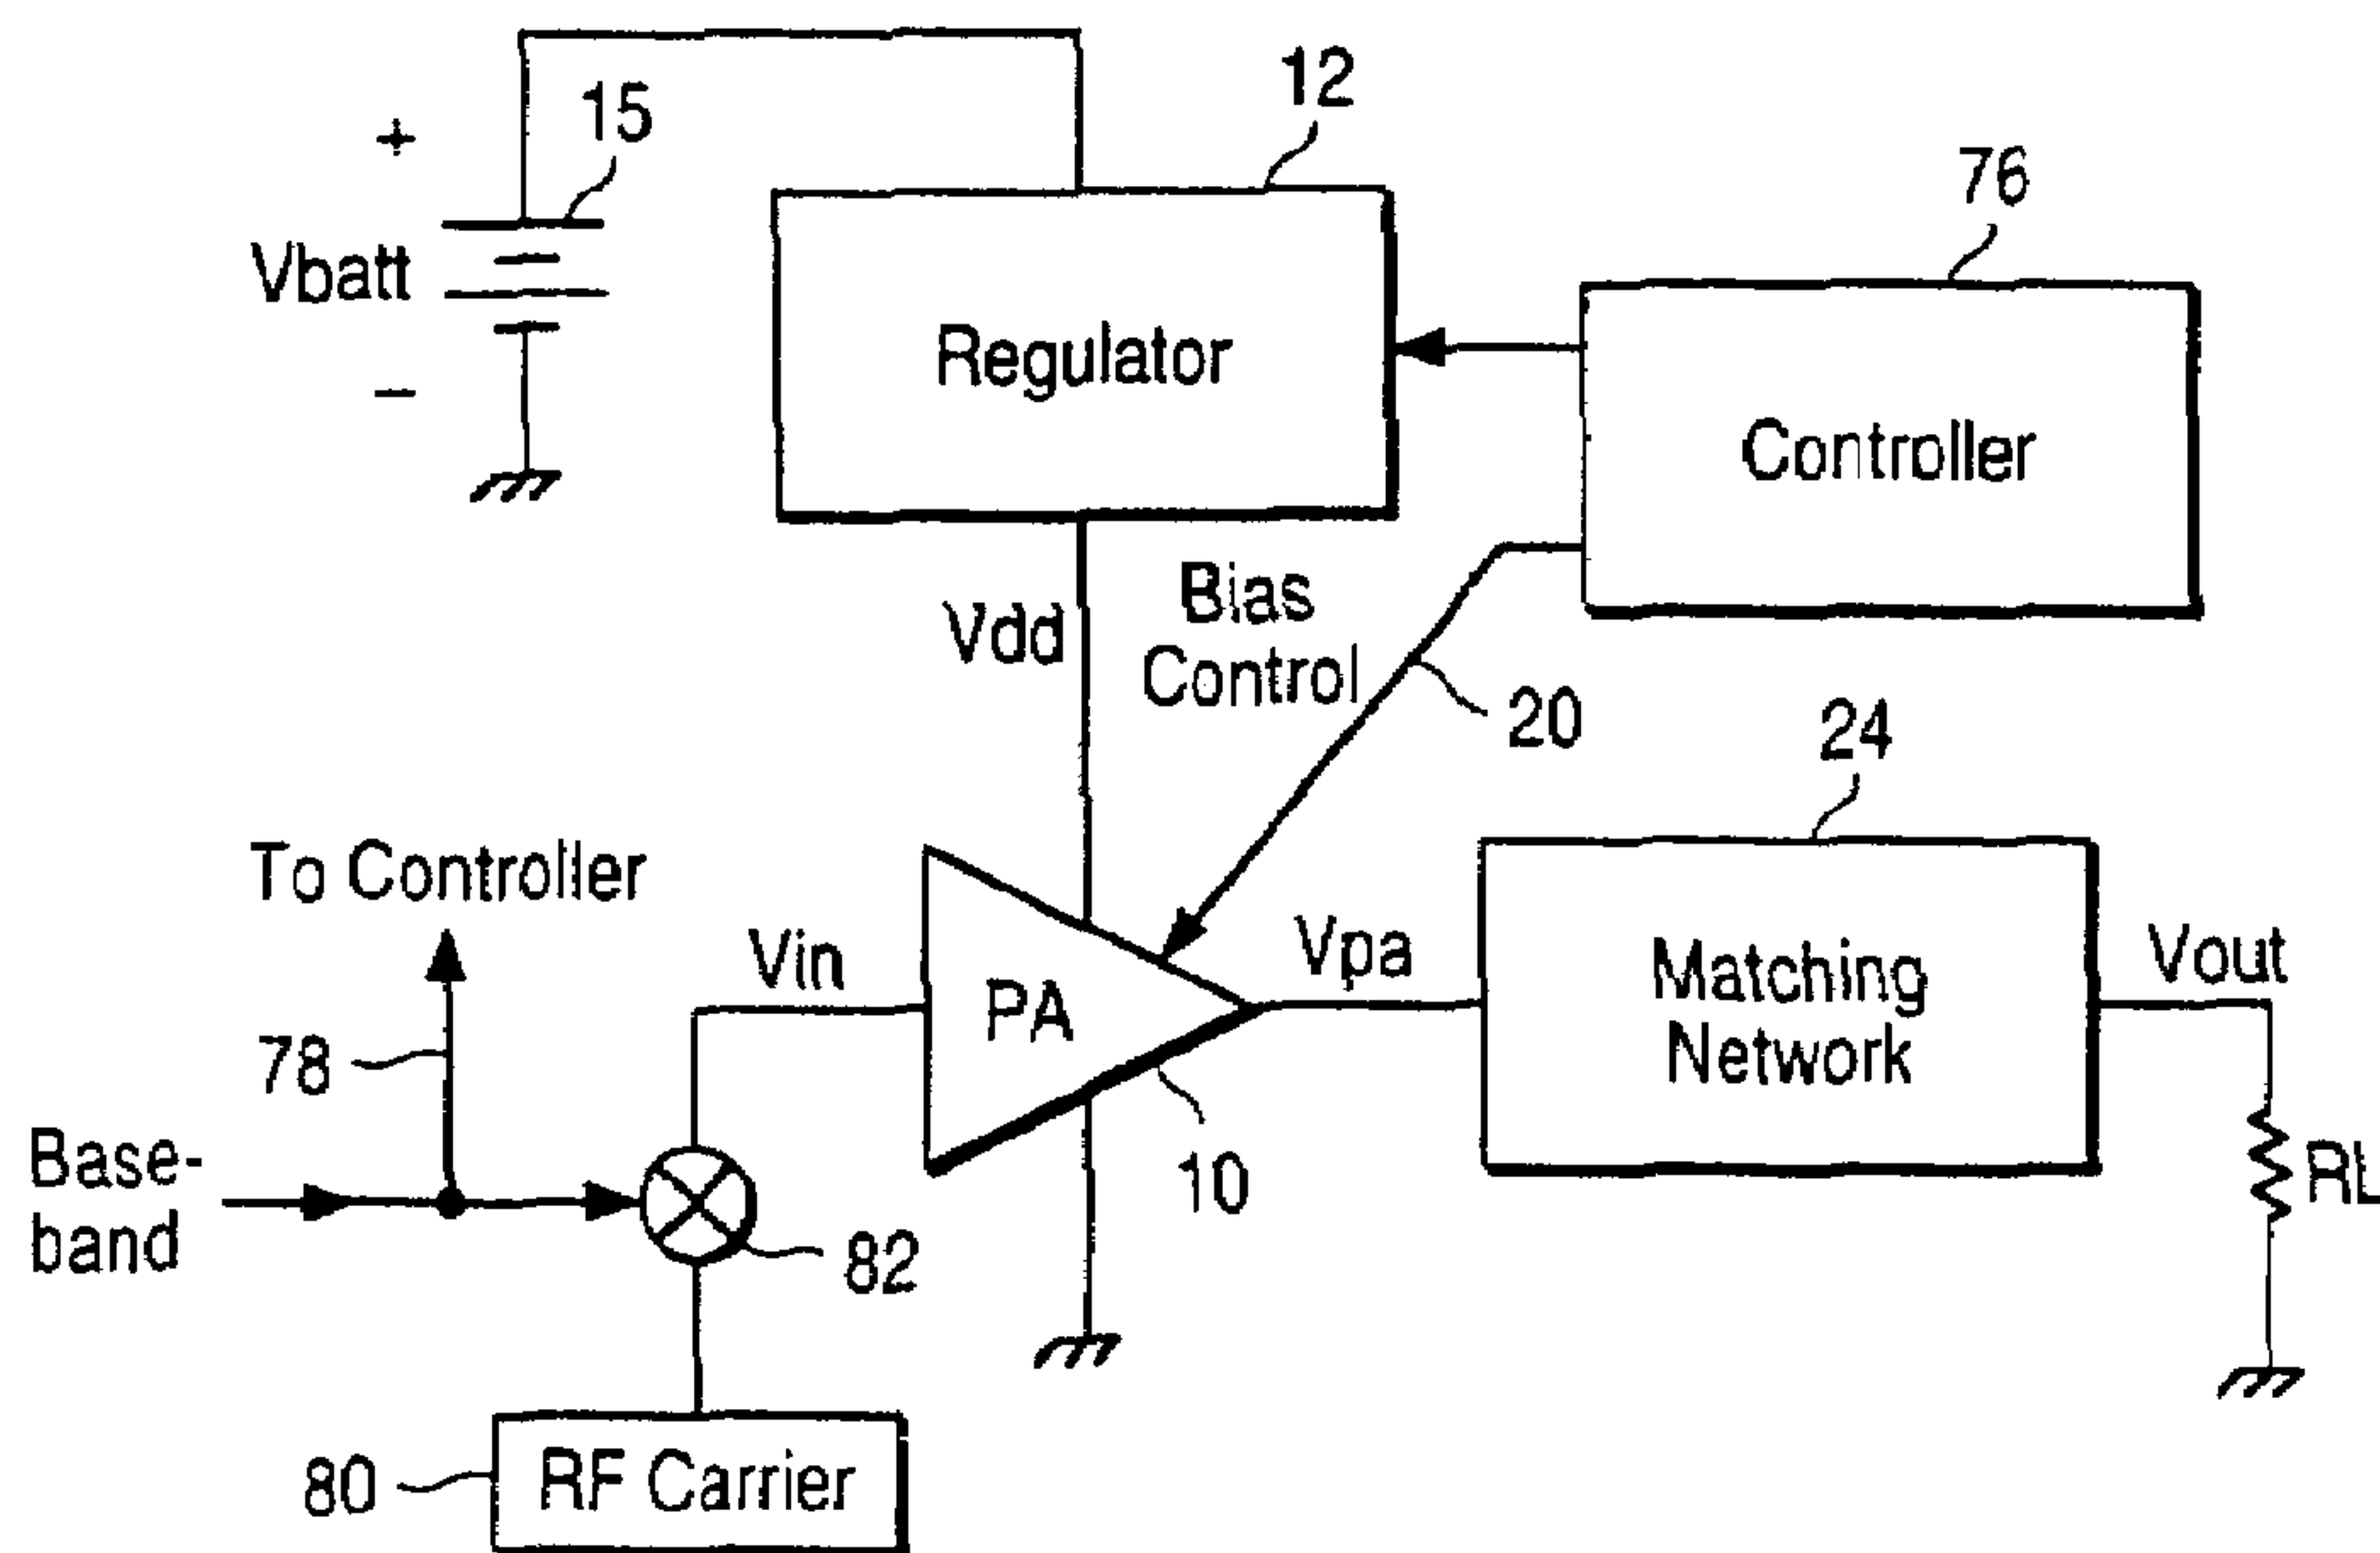 12
15
+
76
Vbatt
Regulator
−
Controller
Bias
Control
Vdd
20
24
To Controller
Vin
Vpa
Vout
PA
Matching
Network
78
Base-
band
10
RL
82
RF Carrier
80